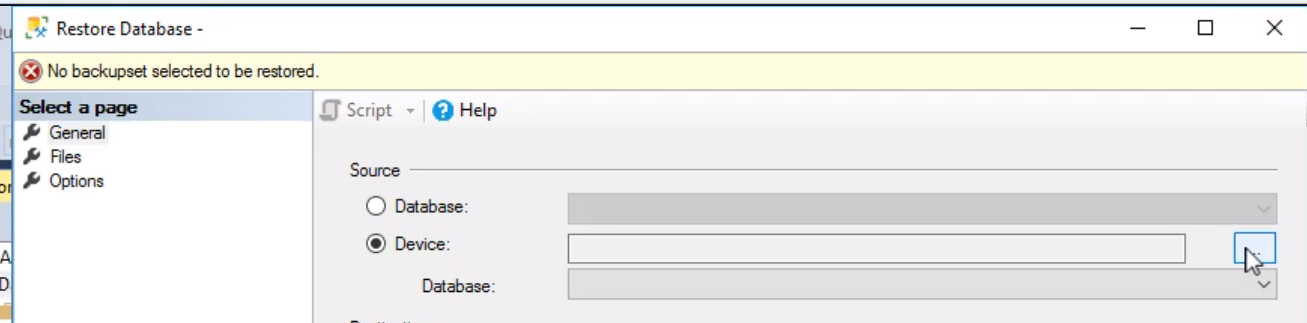 Restore Database -
No backupset selected to be restored.
Select a page
General
Files
Options
Script
Help
Source
Database:
Device:
Database: